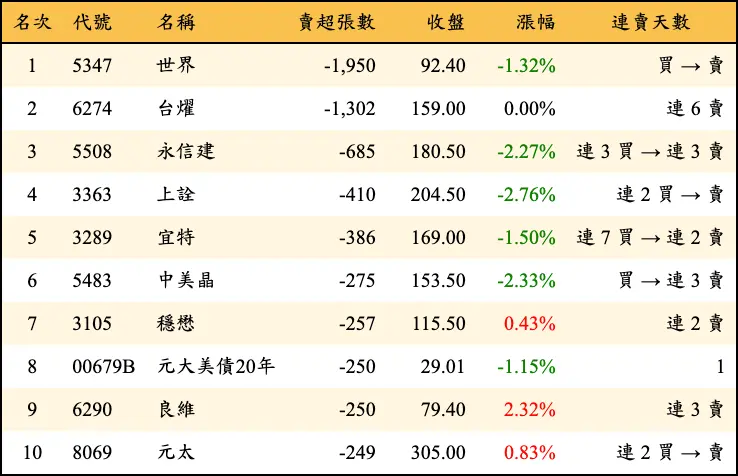 名次 代號 名稱 賣超張數 收盤 漲幅 連賣天數
1 5347 世界 -1,950 92.40 -1.32% 買 → 賣
2 6274 台燿 -1,302 159.00 0.00% 連 6 賣
3 5508 永信建 -685 180.50 -2.27% 連 3 買 → 連 3 賣
4 3363 上詮 -410 204.50 -2.76% 連 2 買 → 賣
5 3289 宜特 -386 169.00 -1.50% 連 7 買 → 連 2 賣
6 5483 中美晶 -275 153.50 -2.33% 買 → 連 3 賣
7 3105 穩懋 -257 115.50 0.43% 連 2 賣
8 00679B 元大美債20年 -250 29.01 -1.15% 1
9 6290 良維 -250 79.40 2.32% 連 3 賣
10 8069 元太 -249 305.00 0.83% 連 2 買 → 賣